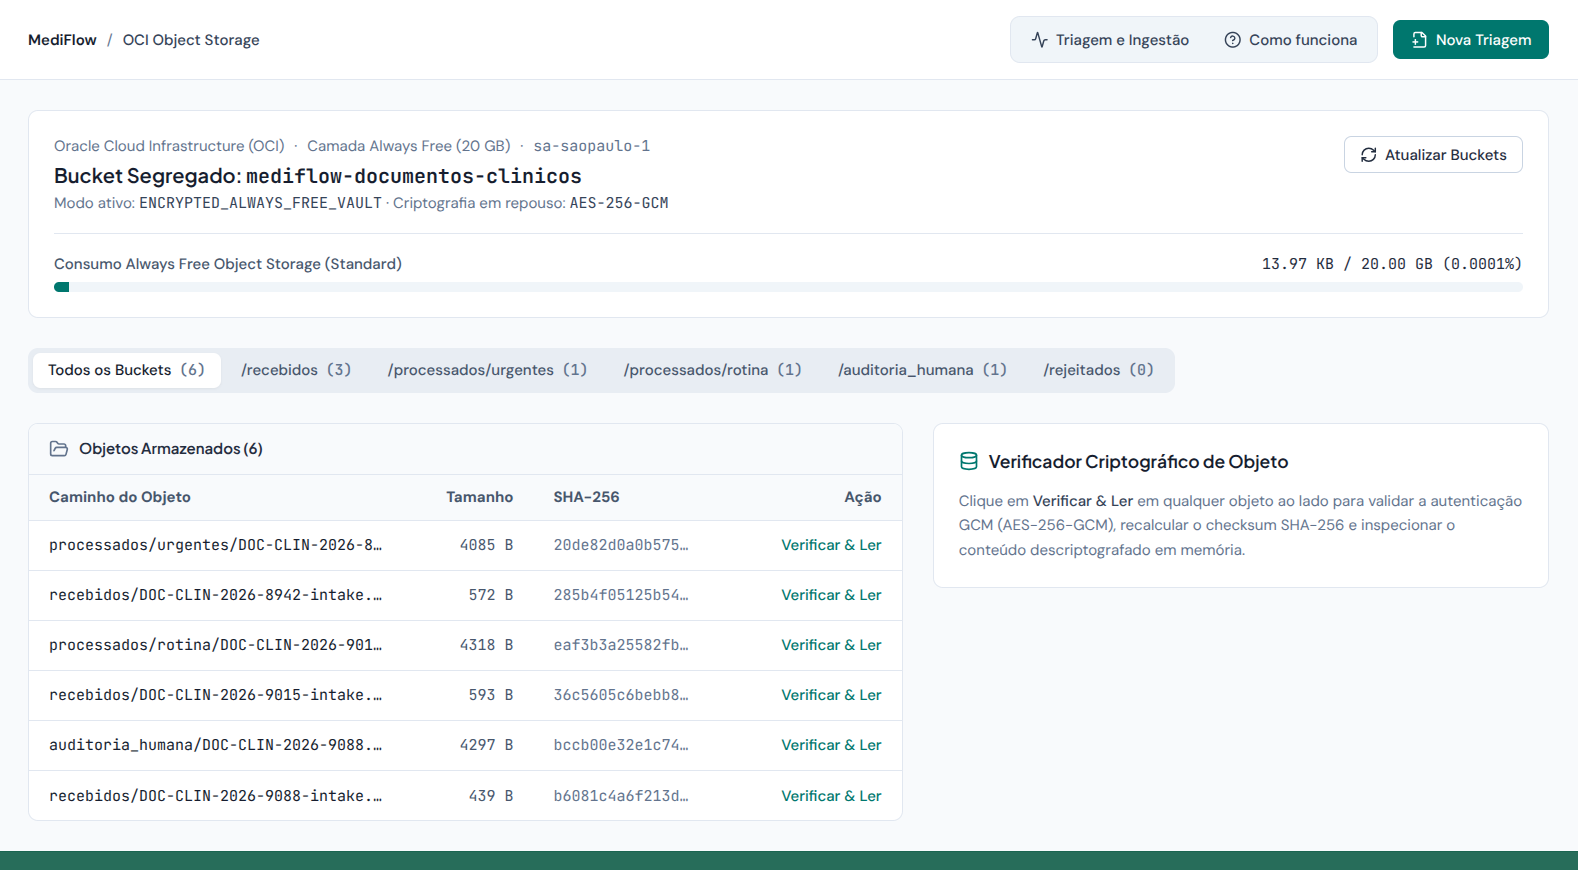 MediFlow / OCI Object Storage
Triagem e Ingestão
Como funciona
Nova Triagem
Oracle Cloud Infrastructure (OCI) · Camada Always Free (20 GB) · sa-saopaulo-1
Bucket Segregado: mediflow-documentos-clinicos
Modo ativo: ENCRYPTED_ALWAYS_FREE_VAULT · Criptografia em repouso: AES-256-GCM
Atualizar Buckets
Consumo Always Free Object Storage (Standard)
13.97 KB / 20.00 GB (0.0001%)
Todos os Buckets (6)
/recebidos (3)
/processados/urgentes (1)
/processados/rotina (1)
/auditoria_humana (1)
/rejeitados (0)
Objetos Armazenados (6)
Caminho do Objeto Tamanho SHA-256 Ação
processados/urgentes/DOC-CLIN-2026-8… 4085 B 20de82d0a0b575… Verificar & Ler
recebidos/DOC-CLIN-2026-8942-intake.… 572 B 285b4f05125b54… Verificar & Ler
processados/rotina/DOC-CLIN-2026-901… 4318 B eaf3b3a25582fb… Verificar & Ler
recebidos/DOC-CLIN-2026-9015-intake.… 593 B 36c5605c6bebb8… Verificar & Ler
auditoria_humana/DOC-CLIN-2026-9088.… 4297 B bccb00e32e1c74… Verificar & Ler
recebidos/DOC-CLIN-2026-9088-intake.… 439 B b6081c4a6f213d… Verificar & Ler
Verificador Criptográfico de Objeto
Clique em Verificar & Ler em qualquer objeto ao lado para validar a autenticação
GCM (AES-256-GCM), recalcular o checksum SHA-256 e inspecionar o
conteúdo descriptografado em memória.